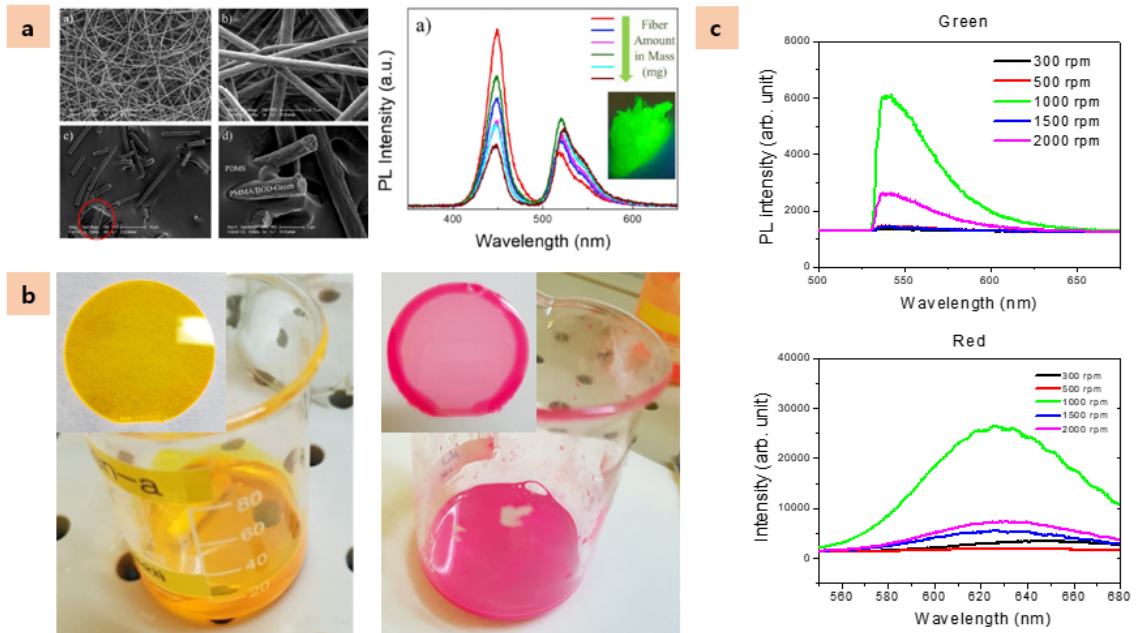 a
a)
b)
c)
d)
PDMS
PMMA/BOD-Green
a)
PL Intensity (a.u.)
Fiber
Amount
in Mass
(mg)
400
500
600
Wavelength (nm)
b
80
60
40
20
c
Green
PL intensity (arb. unit)
8000
6000
4000
2000
0
300 rpm
500 rpm
1000 rpm
1500 rpm
2000 rpm
500
550
600
650
Wavelength (nm)
Red
Intensity (arb. unit)
40000
30000
20000
10000
0
300 rpm
500 rpm
1000 rpm
1500 rpm
2000 rpm
560
580
600
620
640
660
680
Wavelength (nm)